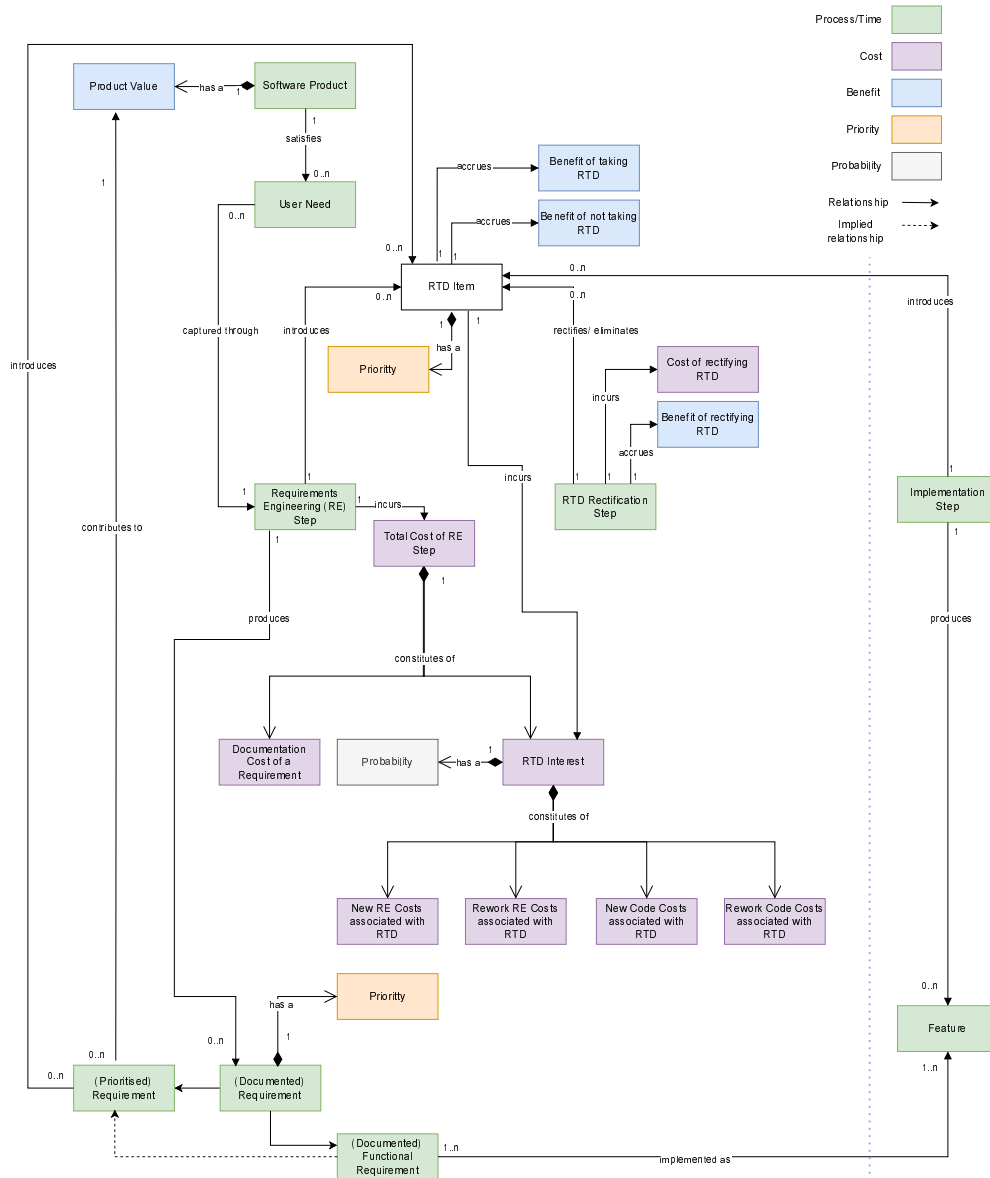 Process/Time
Cost
Benefit
Priority
Probability
Relationship
Implied
relationship
Product Value
has a
1
Software Product
1
satisfies
0..n
User Need
0..n
1
accrues
Benefit of taking
RTD
accrues
Benefit of not taking
RTD
0..n
1
1
RTD Item
0..n
0..n
0..n
introduces
captured through
introduces
1
has a
1
rectifies/ eliminates
Prioritty
Cost of rectifying
RTD
incurs
Benefit of rectifying
RTD
accrues
introduces
incurs
1
1
1
1
1
1
1
Requirements
Engineering (RE)
Step
1
incurs
RTD Rectification
Step
Implementation
Step
contributes to
1
Total Cost of RE
Step
1
1
produces
produces
constitutes of
Documentation
Cost of a
Requirement
Probability
has a
1
RTD Interest
constitutes of
New RE Costs
associated with
RTD
Rework RE Costs
associated with
RTD
New Code Costs
associated with
RTD
Rework Code Costs
associated with
RTD
Prioritty
has a
1
0..n
0..n
0..n
0..n
Feature
1..n
(Prioritised)
Requirement
(Documented)
Requirement
(Documented)
Functional
Requirement
1..n
implemented as